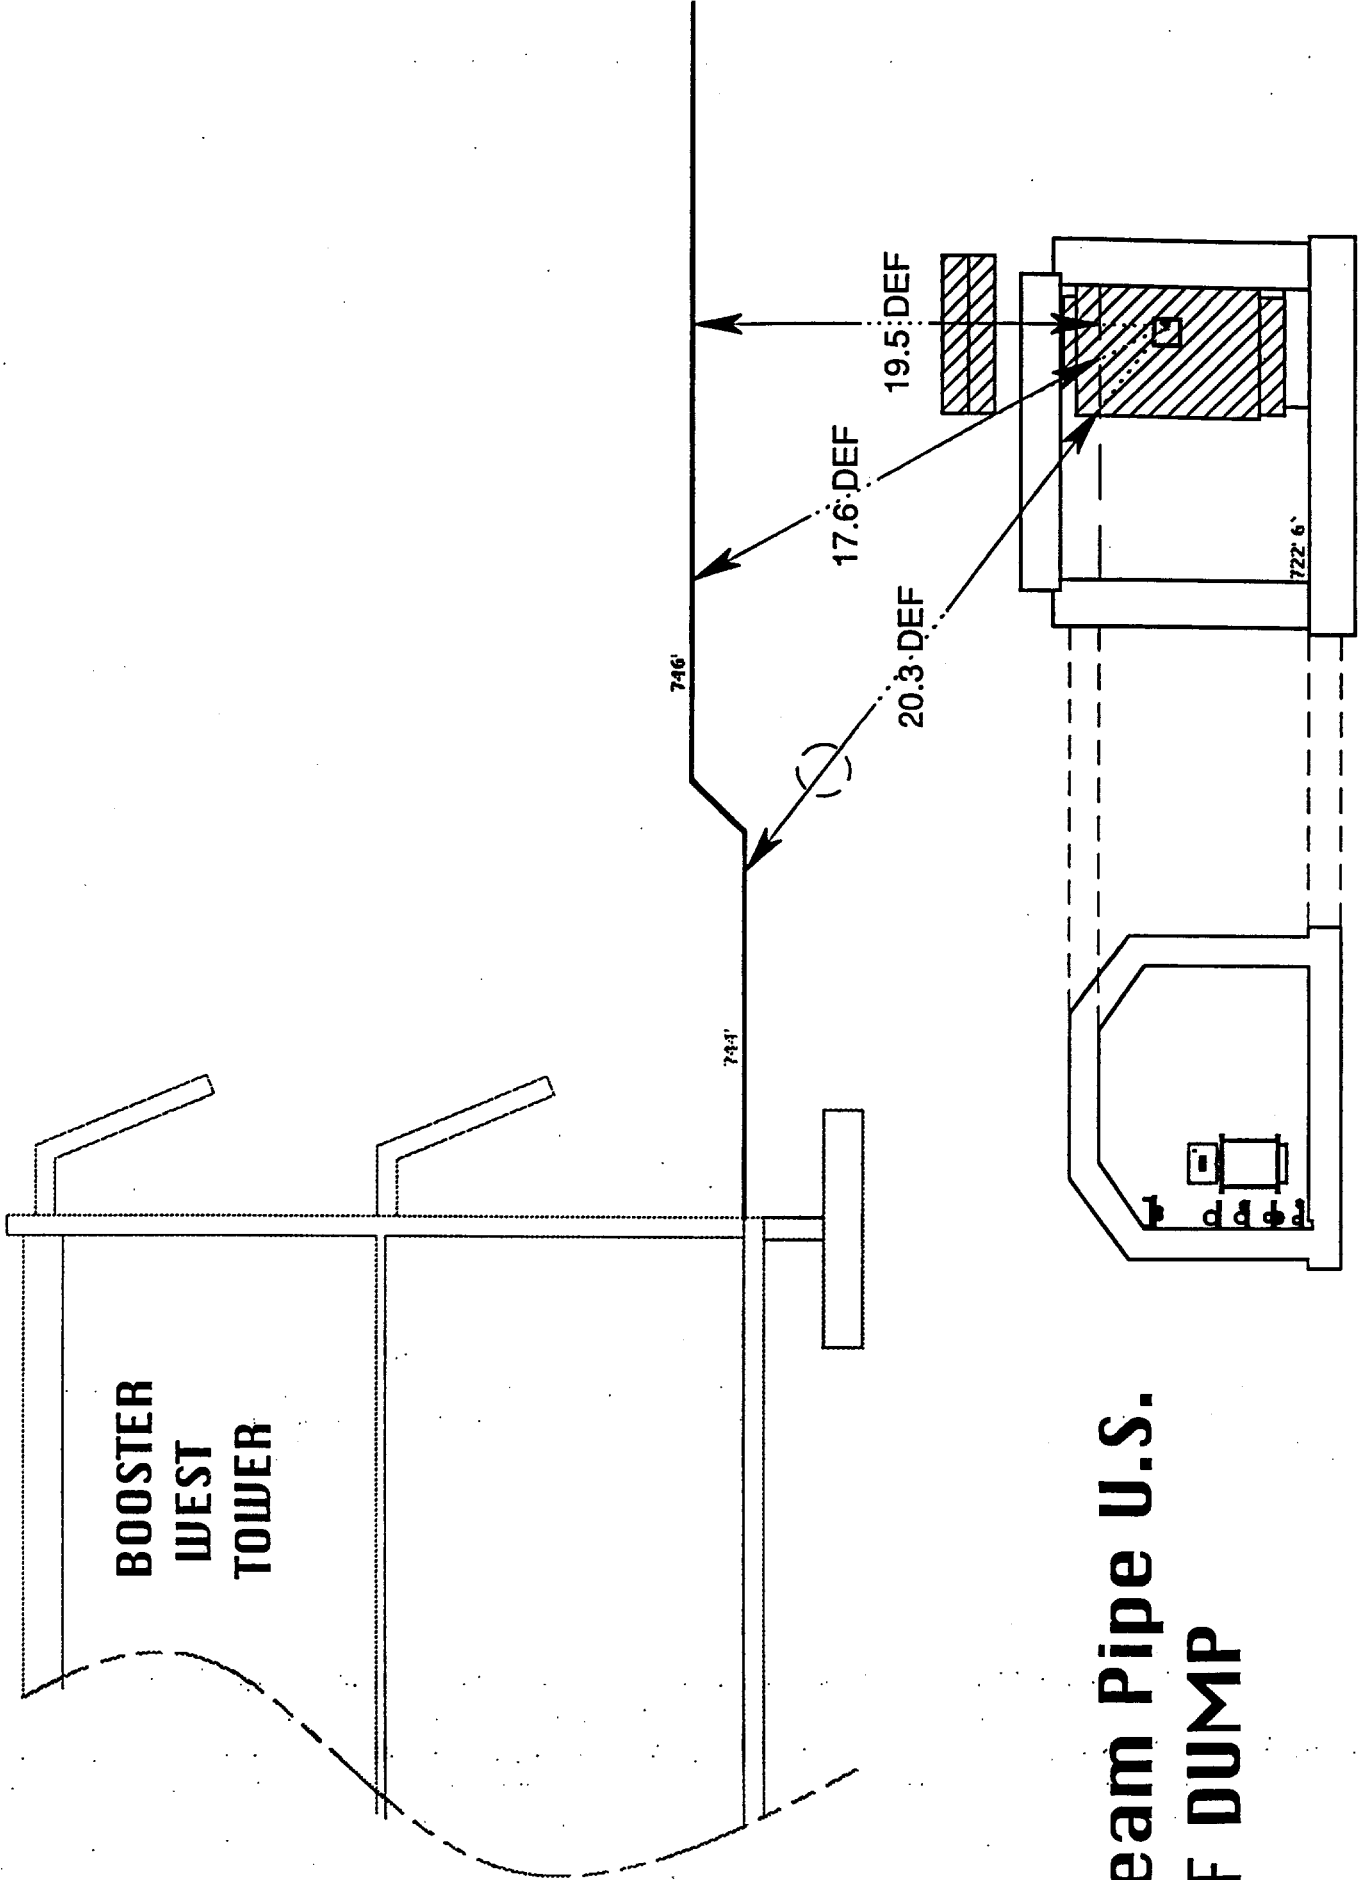 BOOSTER
WEST
TOWER
746'
744'
19.5 DEF
17.6 DEF
20.3 DEF
722' 6"
eam Pipe U.S.
F DUMP